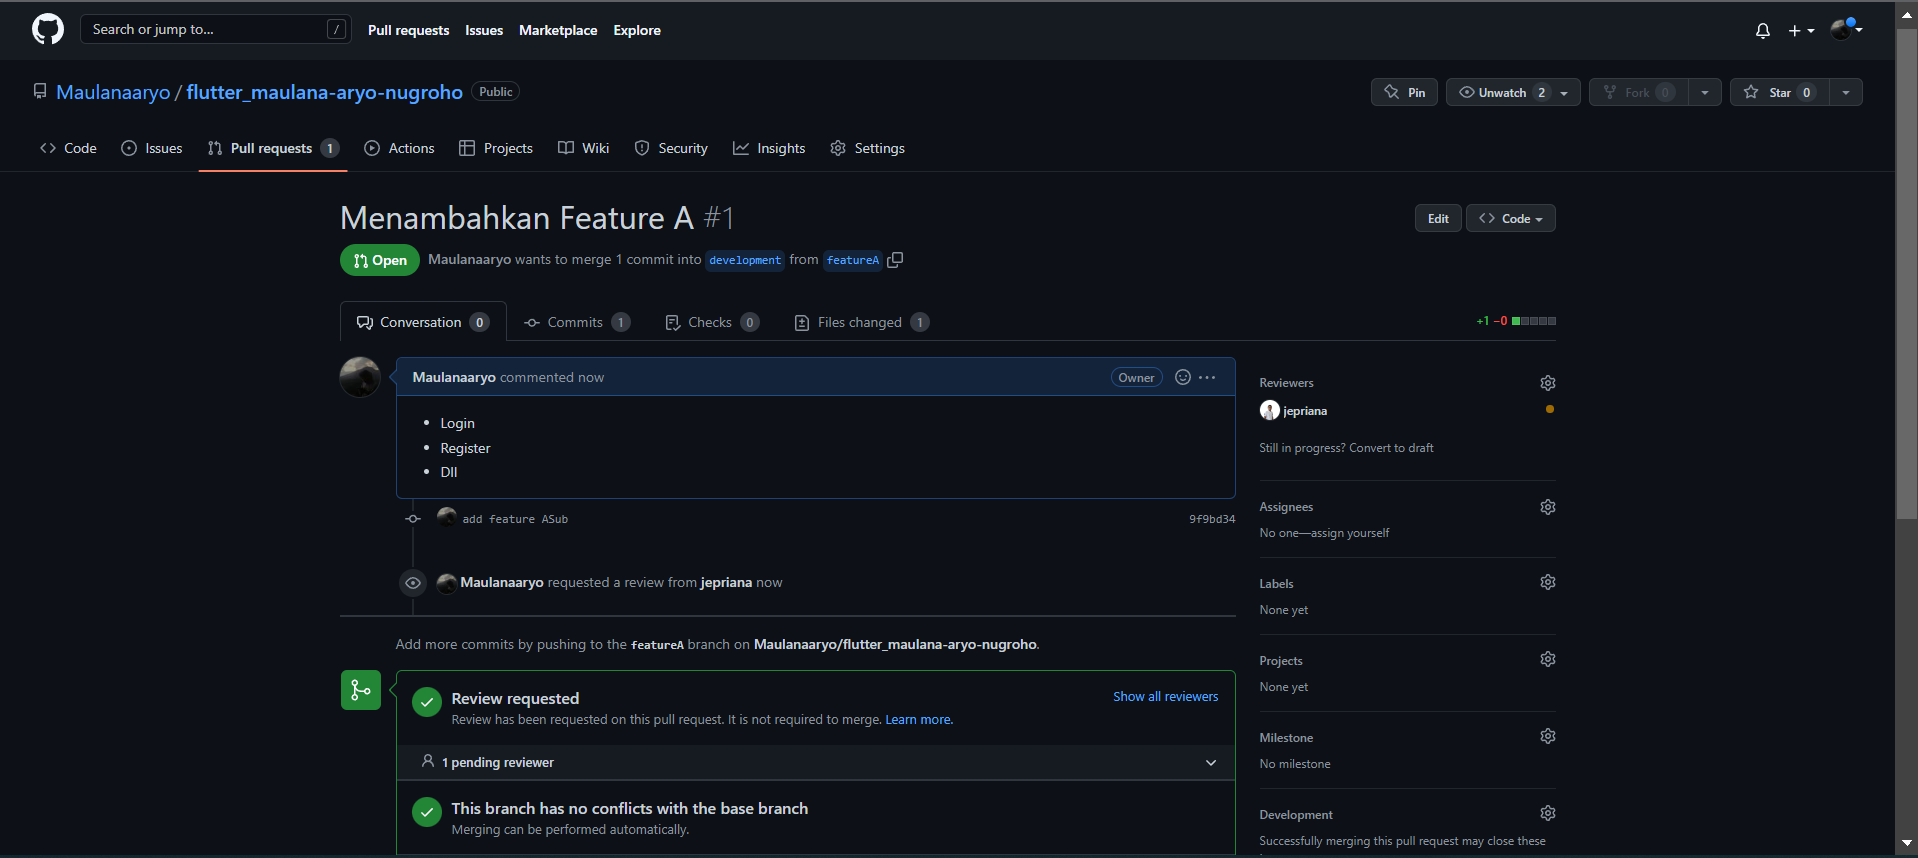 Search or jump to... /
Pull requests Issues Marketplace Explore
Maulanaaryo / flutter_maulana-aryo-nugroho Public
Pin Unwatch 2 Fork 0 Star 0
Code Issues Pull requests 1 Actions Projects Wiki Security Insights Settings
Menambahkan Feature A #1
Edit Code
Open Maulanaaryo wants to merge 1 commit into development from featureA
Conversation 0 Commits 1 Checks 0 Files changed 1
+1 −0
Maulanaaryo commented now Owner ...
• Login
• Register
• Dll
add feature ASub 9f9bd34
Maulanaaryo requested a review from jepriana now
Add more commits by pushing to the featureA branch on Maulanaaryo/flutter_maulana-aryo-nugroho.
Review requested
Show all reviewers
Review has been requested on this pull request. It is not required to merge. Learn more.
1 pending reviewer
This branch has no conflicts with the base branch
Merging can be performed automatically.
Reviewers
jepriana
Still in progress? Convert to draft
Assignees
No one—assign yourself
Labels
None yet
Projects
None yet
Milestone
No milestone
Development
Successfully merging this pull request may close these